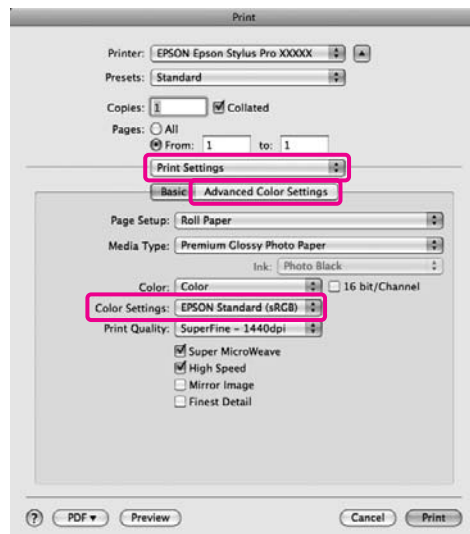 Print
Printer: EPSON Epson Stylus Pro XXXXX
Presets: Standard
Copies: 1 Collated
Pages: All
From: 1 to: 1
Print Settings
Basic Advanced Color Settings
Page Setup: Roll Paper
Media Type: Premium Glossy Photo Paper
Ink: Photo Black
Color: Color 16 bit/Channel
Color Settings: EPSON Standard (sRGB)
Print Quality: SuperFine - 1440dpi
Super MicroWeave
High Speed
Mirror Image
Finest Detail
? PDF Preview Cancel Print